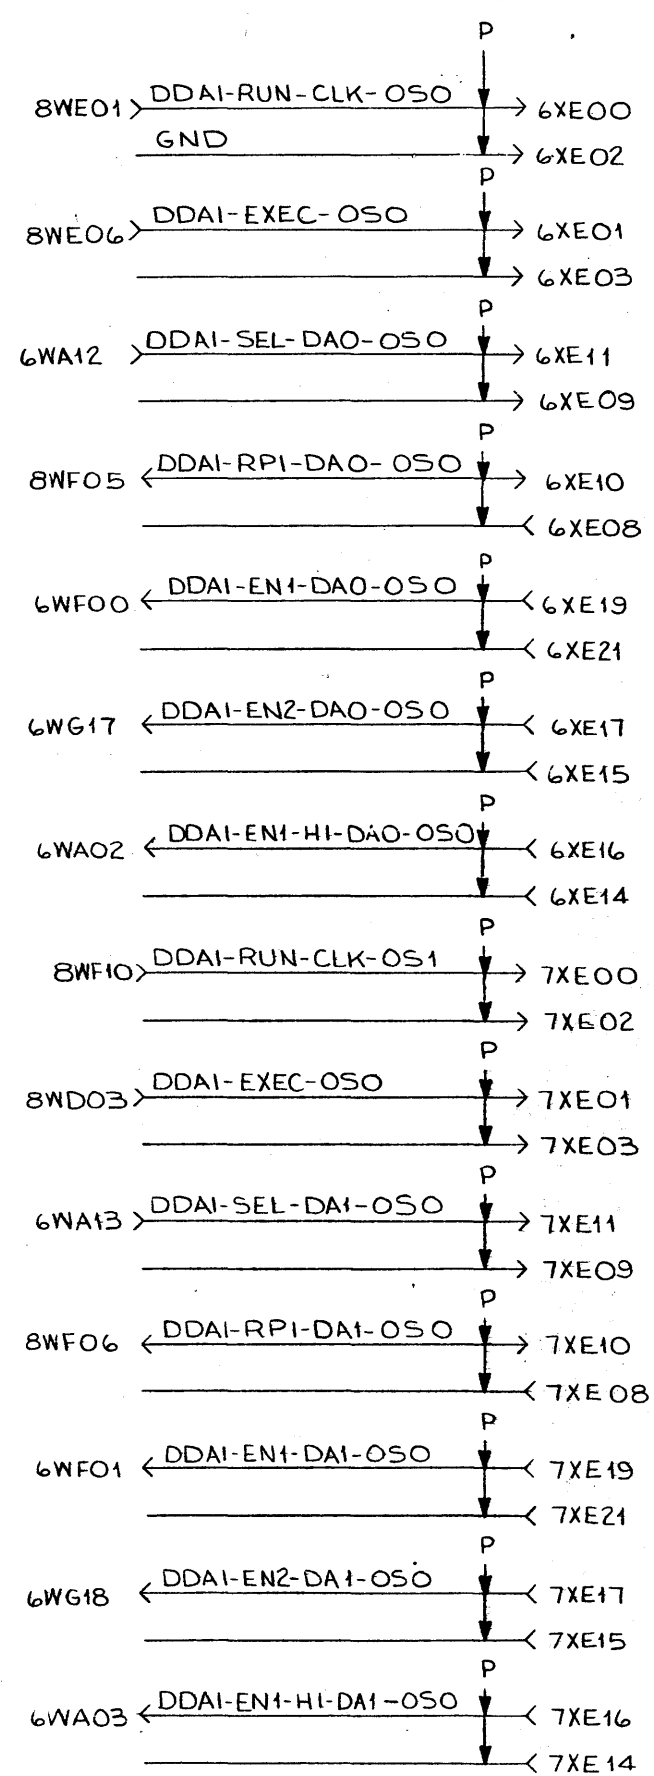 P
8WE01 DDAI-RUN-CLK-OSO 6XE00
GND 6XE02
P
8WE06 DDAI-EXEC-OSO 6XE01
6XE03
P
6WA12 DDAI-SEL-DAO-OSO 6XE11
6XE09
P
8WF05 DDAI-RPI-DAO-OSO 6XE10
6XE08
P
6WF00 DDAI-EN1-DAO-OSO 6XE19
6XE21
P
6WG17 DDAI-EN2-DAO-OSO 6XE17
6XE15
P
6WA02 DDAI-EN1-HI-DAO-OSO 6XE16
6XE14
P
8WF10 DDAI-RUN-CLK-OS1 7XE00
7XE02
P
8WD03 DDAI-EXEC-OSO 7XE01
7XE03
P
6WA13 DDAI-SEL-DA1-OSO 7XE11
7XE09
P
8WF06 DDAI-RPI-DA1-OSO 7XE10
7XE08
P
6WF01 DDAI-EN1-DA1-OSO 7XE19
7XE21
P
6WG18 DDAI-EN2-DA1-OSO 7XE17
7XE15
P
6WA03 DDAI-EN1-HI-DA1-OSO 7XE16
7XE14